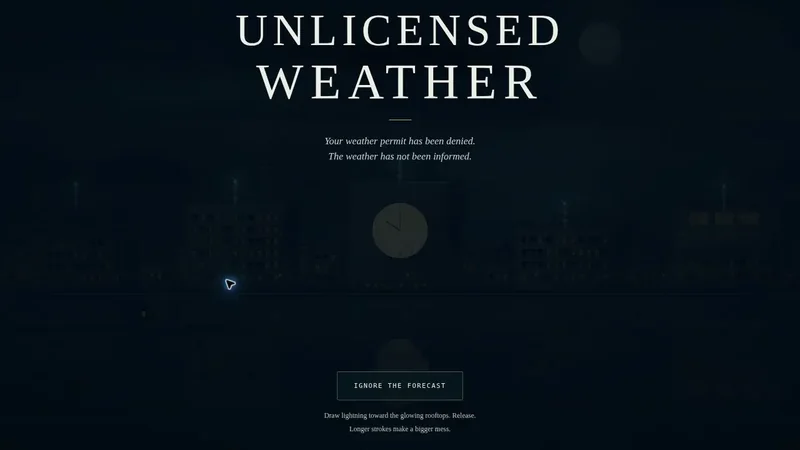 UNLICENSED
WEATHER
Your weather permit has been denied.
The weather has not been informed.
IGNORE THE FORECAST
Draw lightning toward the glowing rooftops. Release.
Longer strokes make a bigger mess.